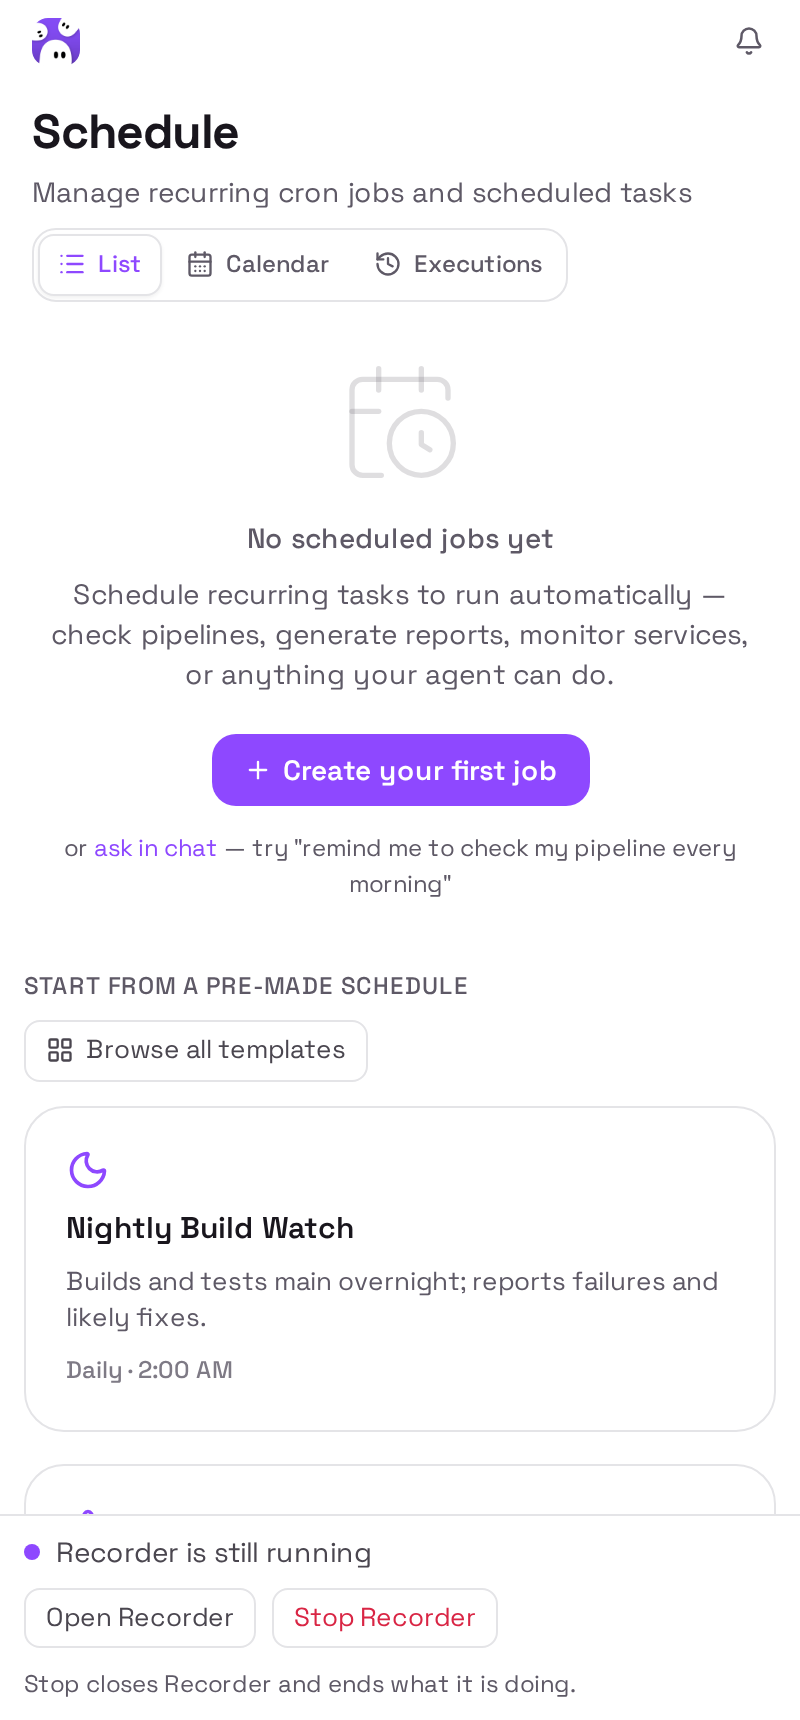 Schedule
Manage recurring cron jobs and scheduled tasks
List
Calendar
Executions
No scheduled jobs yet
Schedule recurring tasks to run automatically —
check pipelines, generate reports, monitor services,
or anything your agent can do.
Create your first job
or ask in chat — try "remind me to check my pipeline every
morning"
START FROM A PRE-MADE SCHEDULE
Browse all templates
Nightly Build Watch
Builds and tests main overnight; reports failures and
likely fixes.
Daily · 2:00 AM
Recorder is still running
Open Recorder
Stop Recorder
Stop closes Recorder and ends what it is doing.